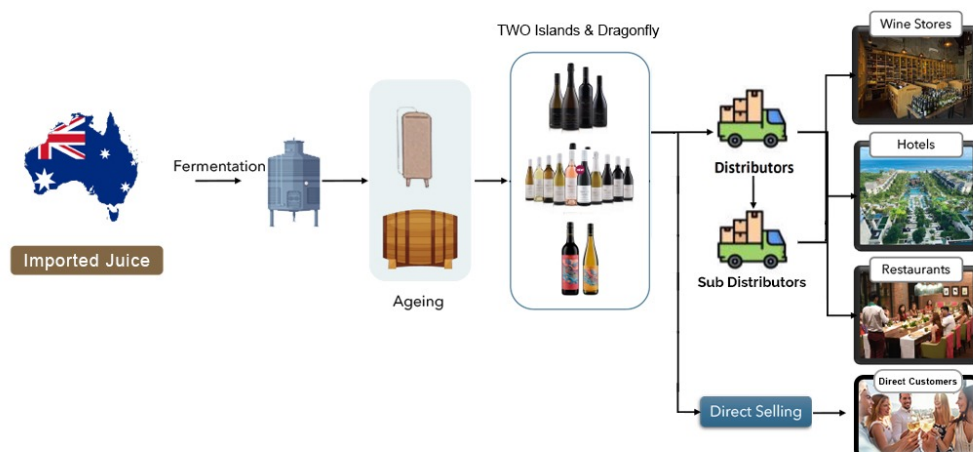 TWO Islands & Dragonfly
Wine Stores
Fermentation
Hotels
Distributors
Imported Juice
Restaurants
Sub Distributors
Ageing
Direct Customers
Direct Selling